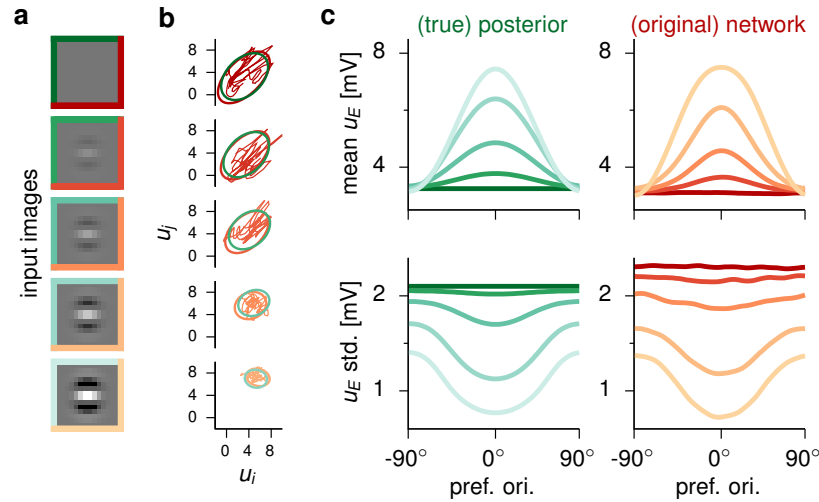 a
input images
b
8
4
0
8
4
0
8
4
0
8
4
0
8
4
0
0 4 8
u_j
u_i
c
(true) posterior
(original) network
8
4
mean u_E [mV]
8
4
2
1
u_E std. [mV]
2
1
-90° 0° 90°
pref. ori.
-90° 0° 90°
pref. ori.